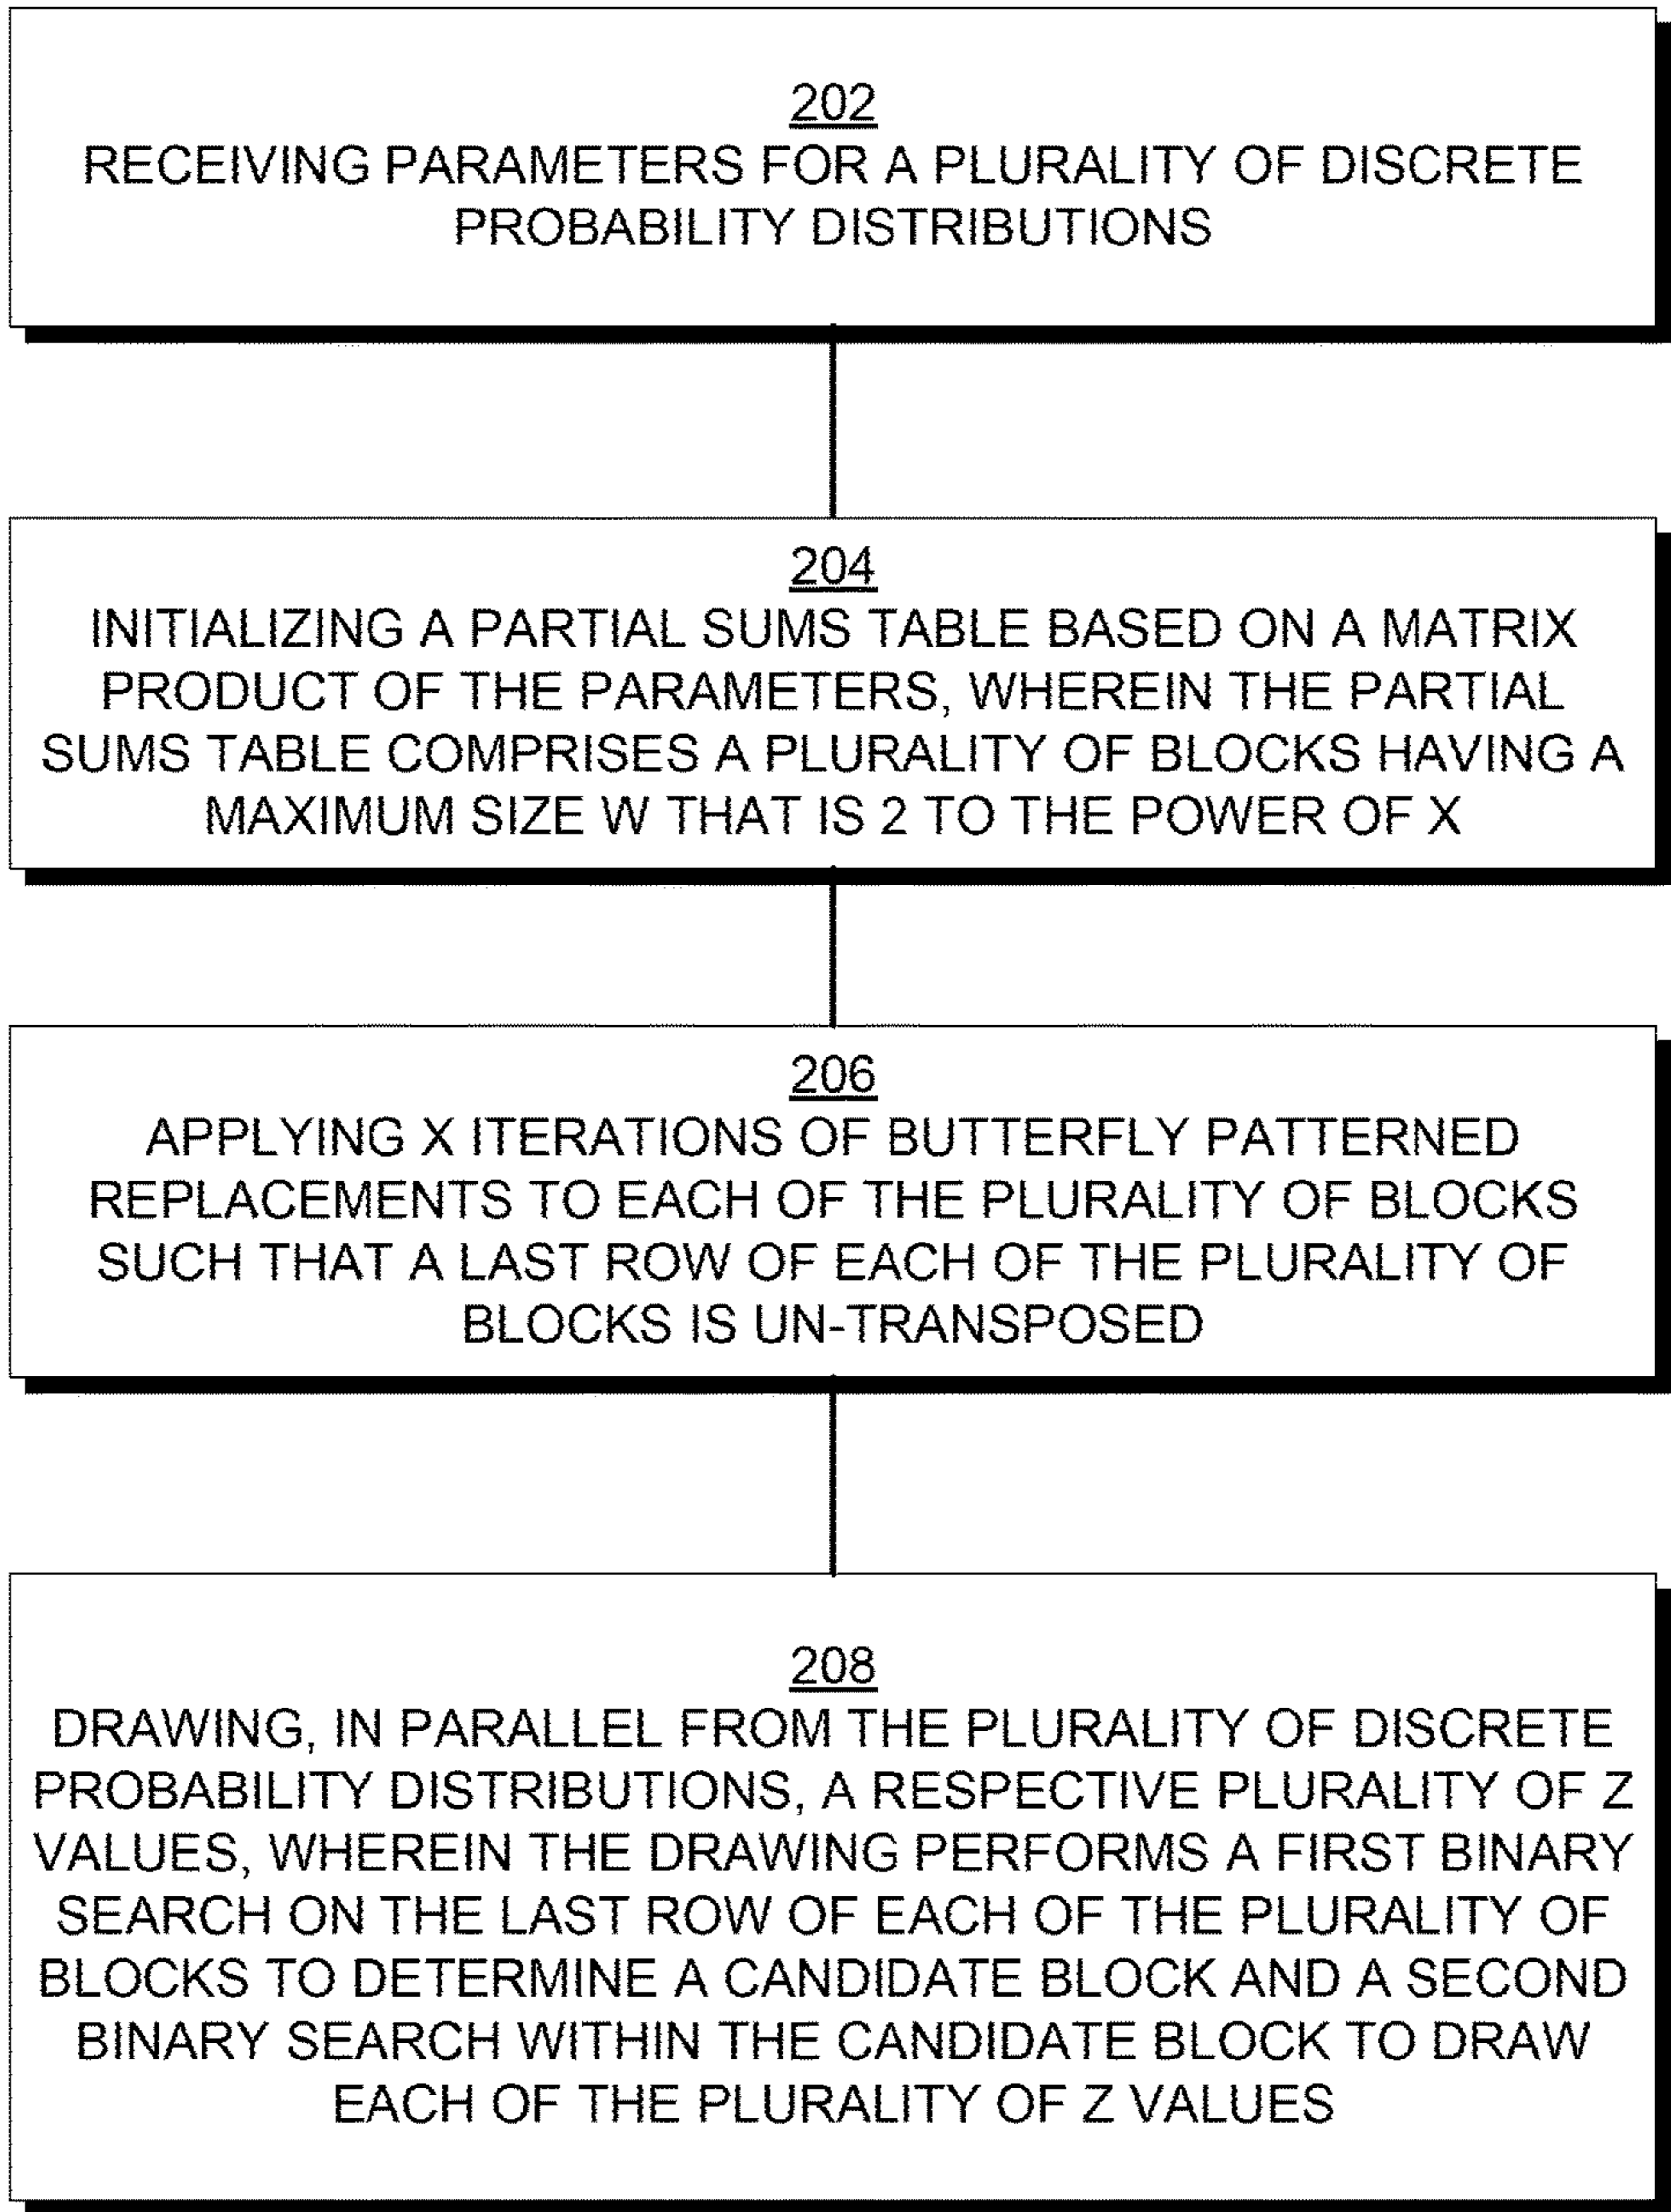 202
RECEIVING PARAMETERS FOR A PLURALITY OF DISCRETE
PROBABILITY DISTRIBUTIONS
204
INITIALIZING A PARTIAL SUMS TABLE BASED ON A MATRIX
PRODUCT OF THE PARAMETERS, WHEREIN THE PARTIAL
SUMS TABLE COMPRISES A PLURALITY OF BLOCKS HAVING A
MAXIMUM SIZE W THAT IS 2 TO THE POWER OF X
206
APPLYING X ITERATIONS OF BUTTERFLY PATTERNED
REPLACEMENTS TO EACH OF THE PLURALITY OF BLOCKS
SUCH THAT A LAST ROW OF EACH OF THE PLURALITY OF
BLOCKS IS UN-TRANSPOSED
208
DRAWING, IN PARALLEL FROM THE PLURALITY OF DISCRETE
PROBABILITY DISTRIBUTIONS, A RESPECTIVE PLURALITY OF Z
VALUES, WHEREIN THE DRAWING PERFORMS A FIRST BINARY
SEARCH ON THE LAST ROW OF EACH OF THE PLURALITY OF
BLOCKS TO DETERMINE A CANDIDATE BLOCK AND A SECOND
BINARY SEARCH WITHIN THE CANDIDATE BLOCK TO DRAW
EACH OF THE PLURALITY OF Z VALUES